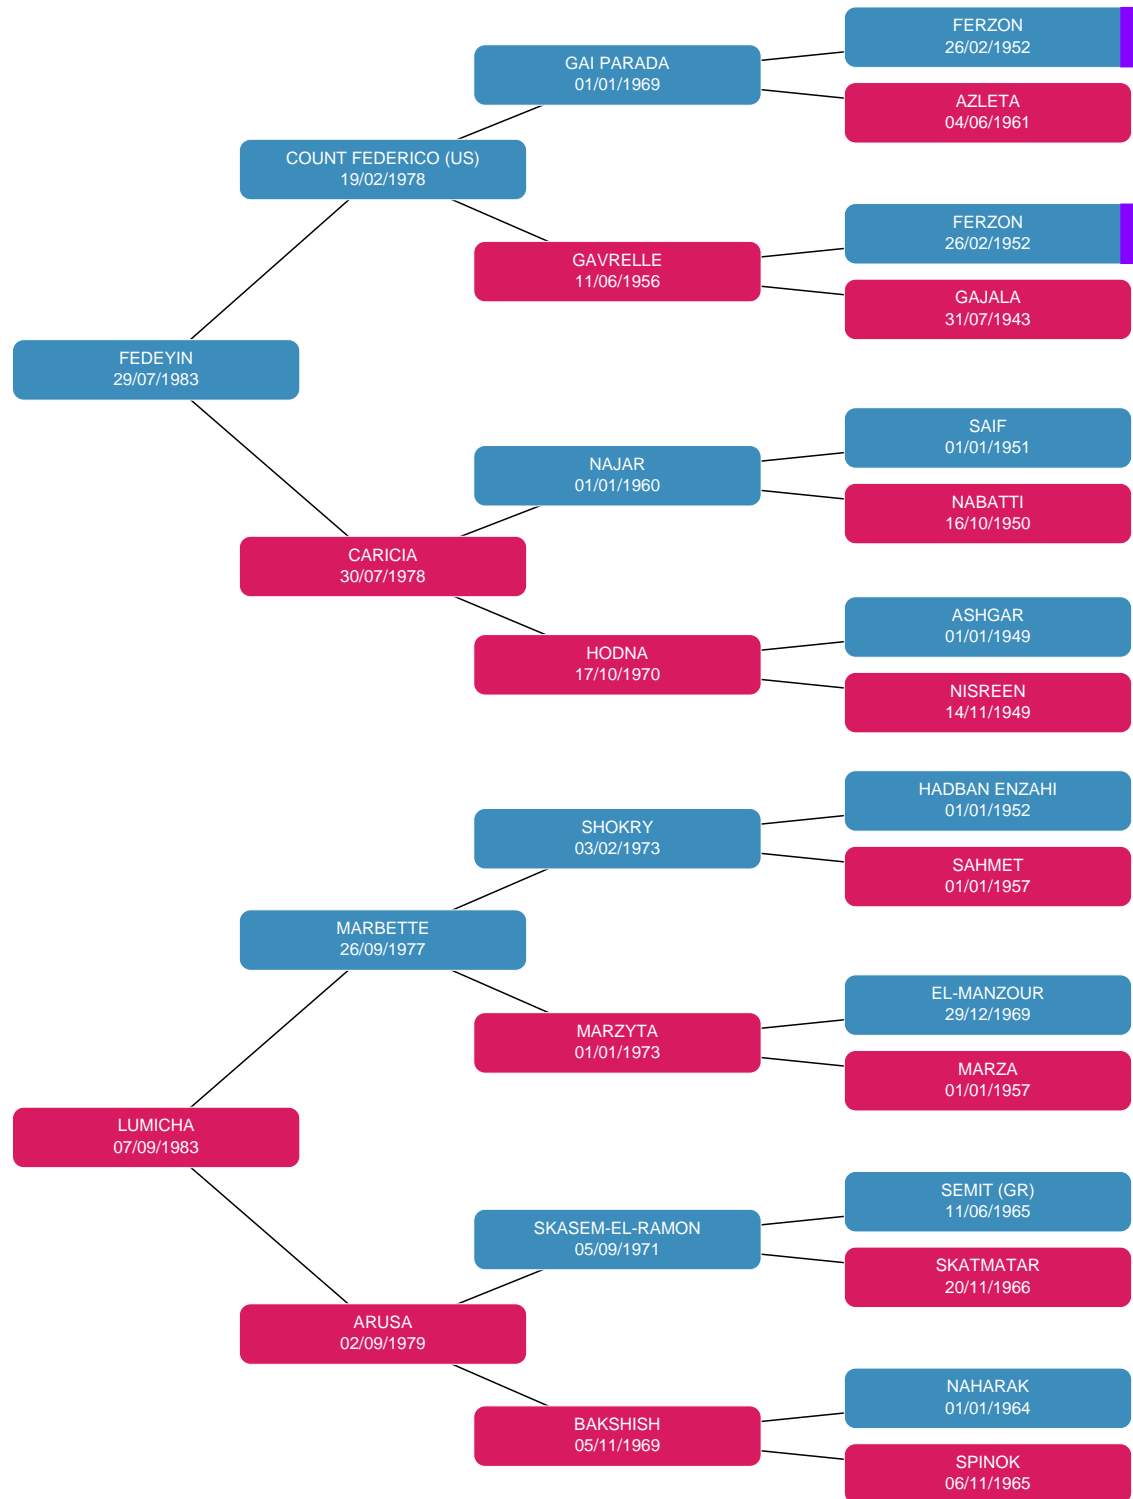 FERZON
26/02/1952
GAI PARADA
01/01/1969
AZLETA
04/06/1961
COUNT FEDERICO (US)
19/02/1978
FERZON
26/02/1952
GAVRELLE
11/06/1956
GAJALA
31/07/1943
FEDEYIN
29/07/1983
SAIF
01/01/1951
NAJAR
01/01/1960
NABATTI
16/10/1950
CARICIA
30/07/1978
ASHGAR
01/01/1949
HODNA
17/10/1970
NISREEN
14/11/1949
HADBAN ENZAHI
01/01/1952
SHOKRY
03/02/1973
SAHMET
01/01/1957
MARBETTE
26/09/1977
EL-MANZOUR
29/12/1969
MARZYTA
01/01/1973
MARZA
01/01/1957
LUMICHA
07/09/1983
SEMIT (GR)
11/06/1965
SKASEM-EL-RAMON
05/09/1971
SKATMATAR
20/11/1966
ARUSA
02/09/1979
NAHARAK
01/01/1964
BAKSHISH
05/11/1969
SPINOK
06/11/1965